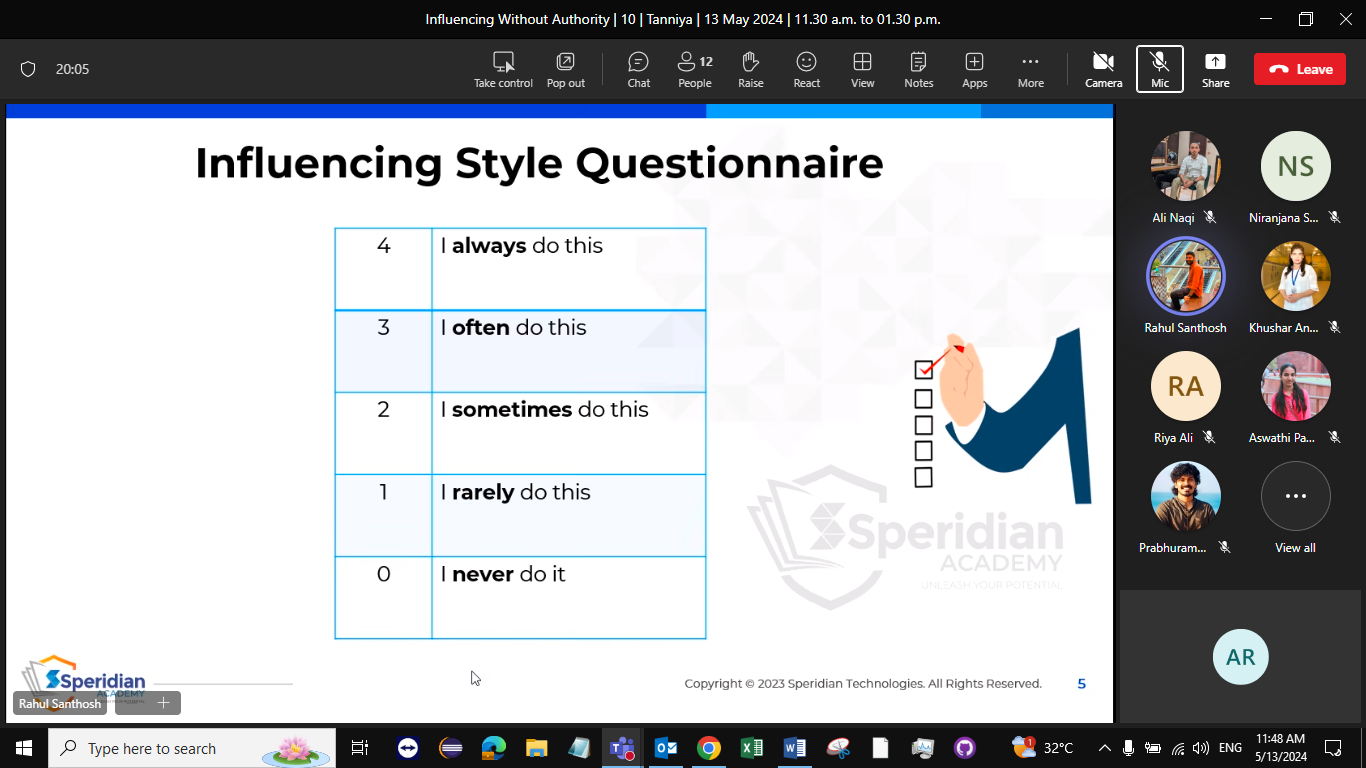 Influencing Without Authority | 10 | Tanniya | 13 May 2024 | 11.30 a.m. to 01.30 p.m.
20:05
Take control
Pop out
Chat
12
People
Raise
React
View
Notes
Apps
More
Camera
Mic
Share
Leave
Influencing Style Questionnaire
4 I always do this
3 I often do this
2 I sometimes do this
1 I rarely do this
0 I never do it
Speridian
ACADEMY
UNLEASH YOUR POTENTIAL
Speridian
ACADEMY
Rahul Santhosh
Copyright © 2023 Speridian Technologies. All Rights Reserved.
5
Ali Naqi
NS
Niranjana S...
Rahul Santhosh
Khushar An...
RA
Riya Ali
Aswathi Pa...
Prabhuram...
View all
AR
Type here to search
1
32°C
ENG
11:48 AM
5/13/2024